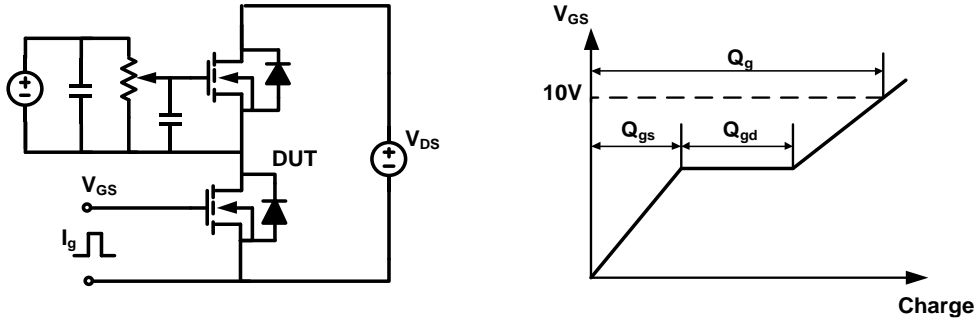 DUT
V_DS
V_GS
I_g
V_GS
Q_g
10V
Q_gs
Q_gd
Charge